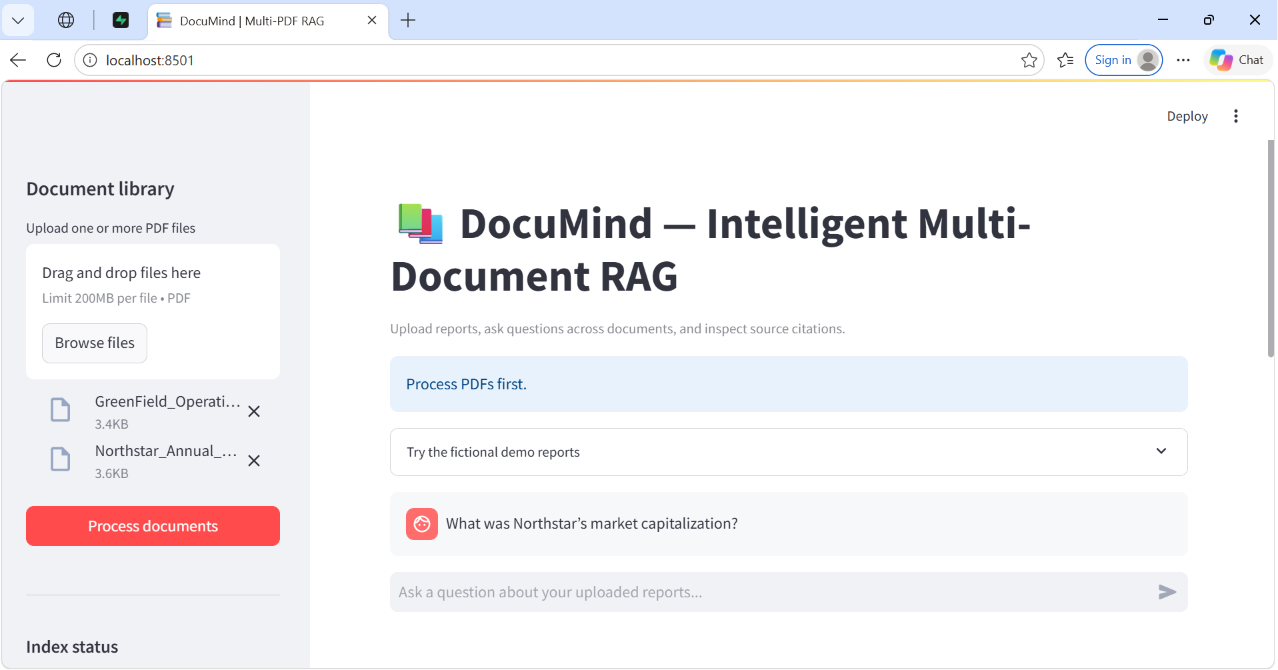 DocuMind | Multi-PDF RAG
localhost:8501
Sign in
Chat
Deploy
Document library
Upload one or more PDF files
Drag and drop files here
Limit 200MB per file • PDF
Browse files
GreenField_Operati...
3.4KB
Northstar_Annual_...
3.6KB
Process documents
Index status
DocuMind — Intelligent Multi-
Document RAG
Upload reports, ask questions across documents, and inspect source citations.
Process PDFs first.
Try the fictional demo reports
What was Northstar’s market capitalization?
Ask a question about your uploaded reports...